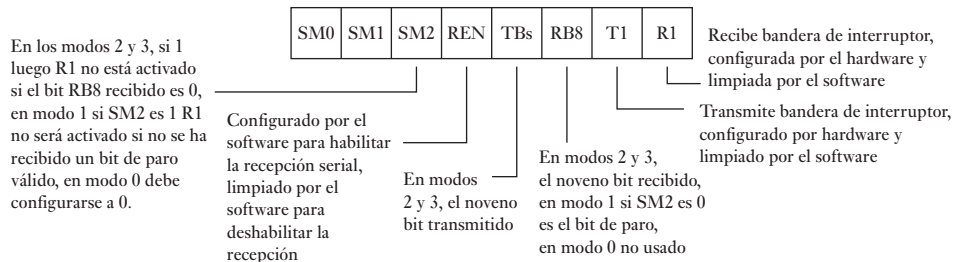 SM0 SM1 SM2 REN TBs RB8 T1 R1
En los modos 2 y 3, si 1
luego R1 no está activado
si el bit RB8 recibido es 0,
en modo 1 si SM2 es 1 R1
no será activado si no se ha
recibido un bit de paro
válido, en modo 0 debe
configurarse a 0.
Configurado por el
software para habilitar
la recepción serial,
limpiado por el
software para
deshabilitar la
recepción
En modos
2 y 3, el noveno
bit transmitido
En modos 2 y 3,
el noveno bit recibido,
en modo 1 si SM2 es 0
es el bit de paro,
en modo 0 no usado
Recibe bandera de interruptor,
configurada por el hardware y
limpiada por el software
Transmite bandera de interruptor,
configurado por hardware y
limpiado por el software